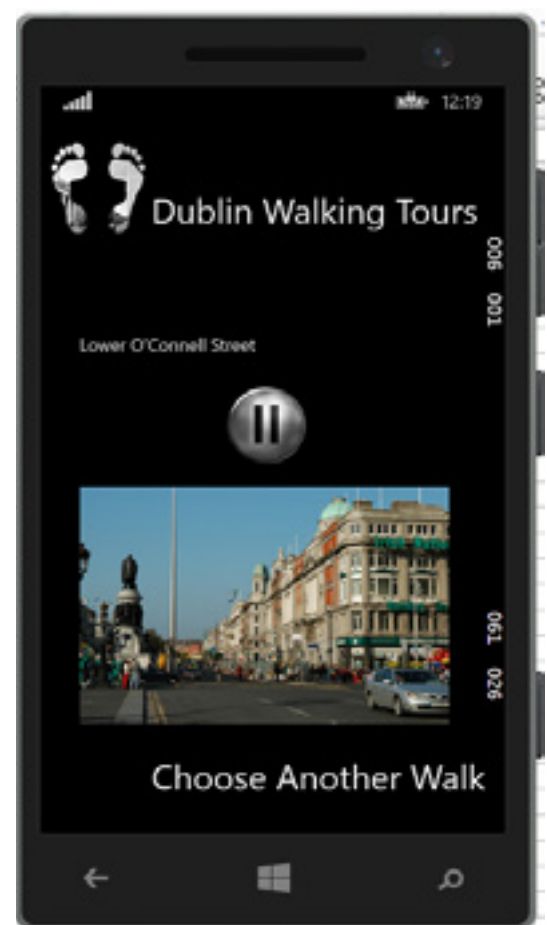 12:19
Dublin Walking Tours
006 001
Lower O'Connell Street
061 026
Choose Another Walk